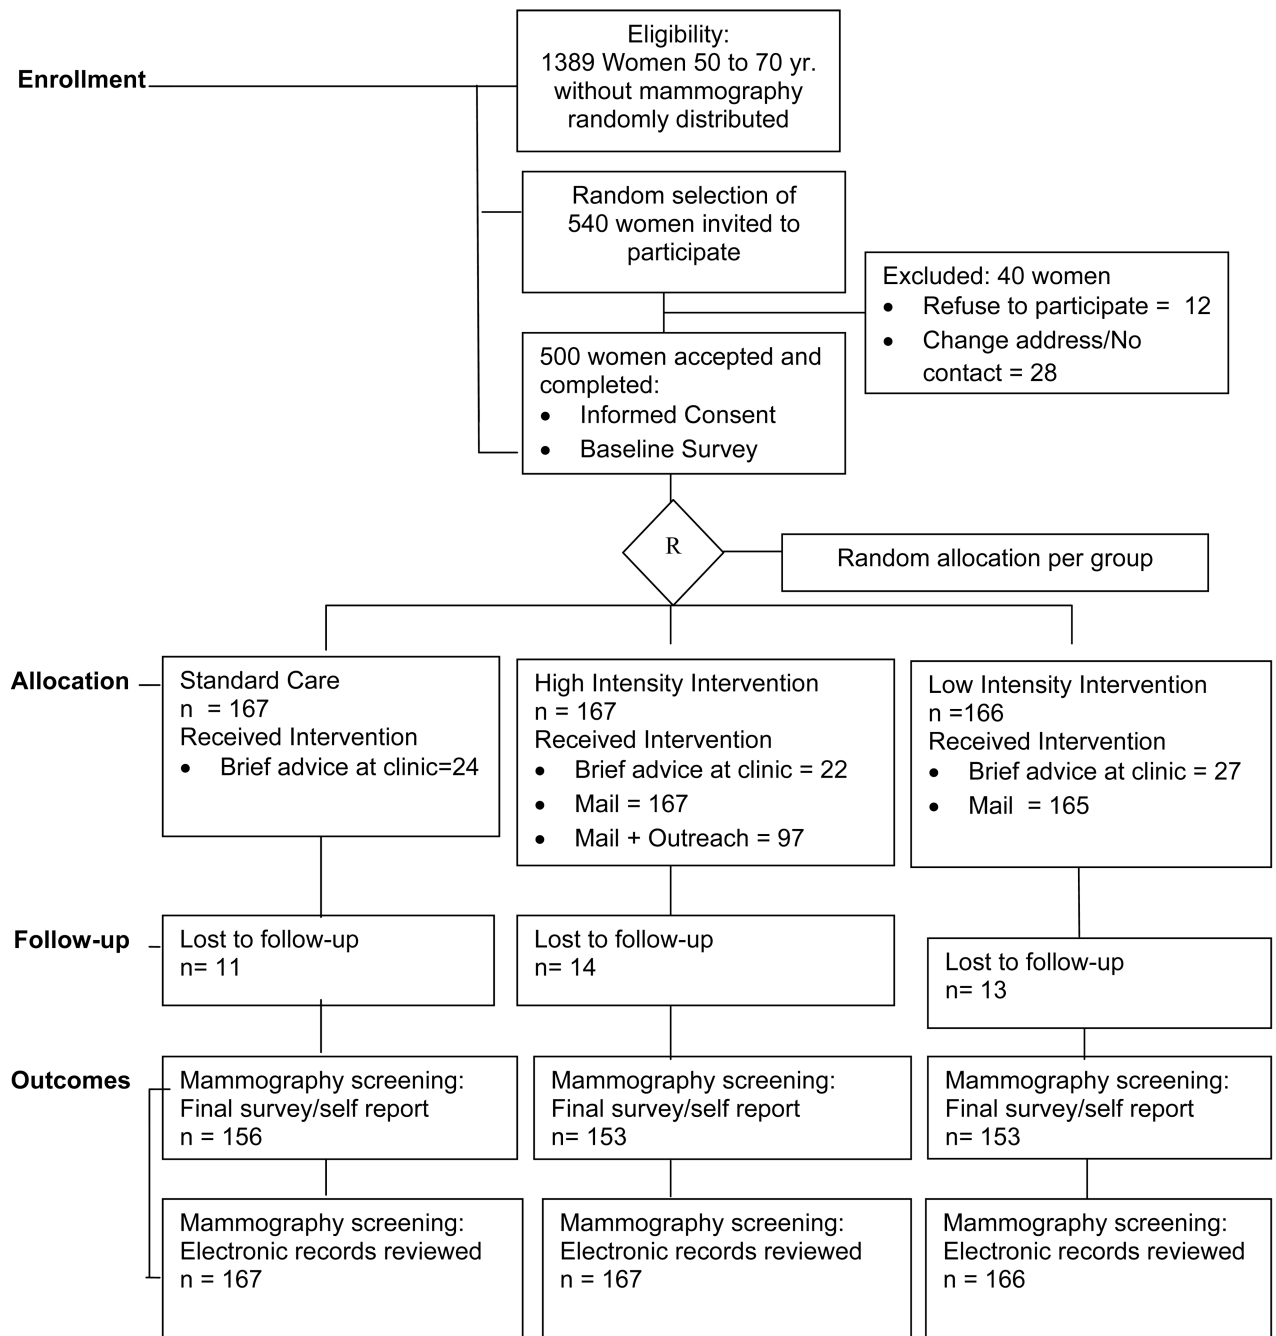 Enrollment
Eligibility:
1389 Women 50 to 70 yr.
without mammography
randomly distributed
Random selection of
540 women invited to
participate
Excluded: 40 women
• Refuse to participate = 12
• Change address/No
contact = 28
500 women accepted and
completed:
• Informed Consent
• Baseline Survey
R
Random allocation per group
Allocation
Standard Care
n = 167
Received Intervention
• Brief advice at clinic=24
High Intensity Intervention
n = 167
Received Intervention
• Brief advice at clinic = 22
• Mail = 167
• Mail + Outreach = 97
Low Intensity Intervention
n =166
Received Intervention
• Brief advice at clinic = 27
• Mail = 165
Follow-up
Lost to follow-up
n= 11
Lost to follow-up
n= 14
Lost to follow-up
n= 13
Outcomes
Mammography screening:
Final survey/self report
n = 156
Mammography screening:
Final survey/self report
n= 153
Mammography screening:
Final survey/self report
n= 153
Mammography screening:
Electronic records reviewed
n = 167
Mammography screening:
Electronic records reviewed
n = 167
Mammography screening:
Electronic records reviewed
n = 166